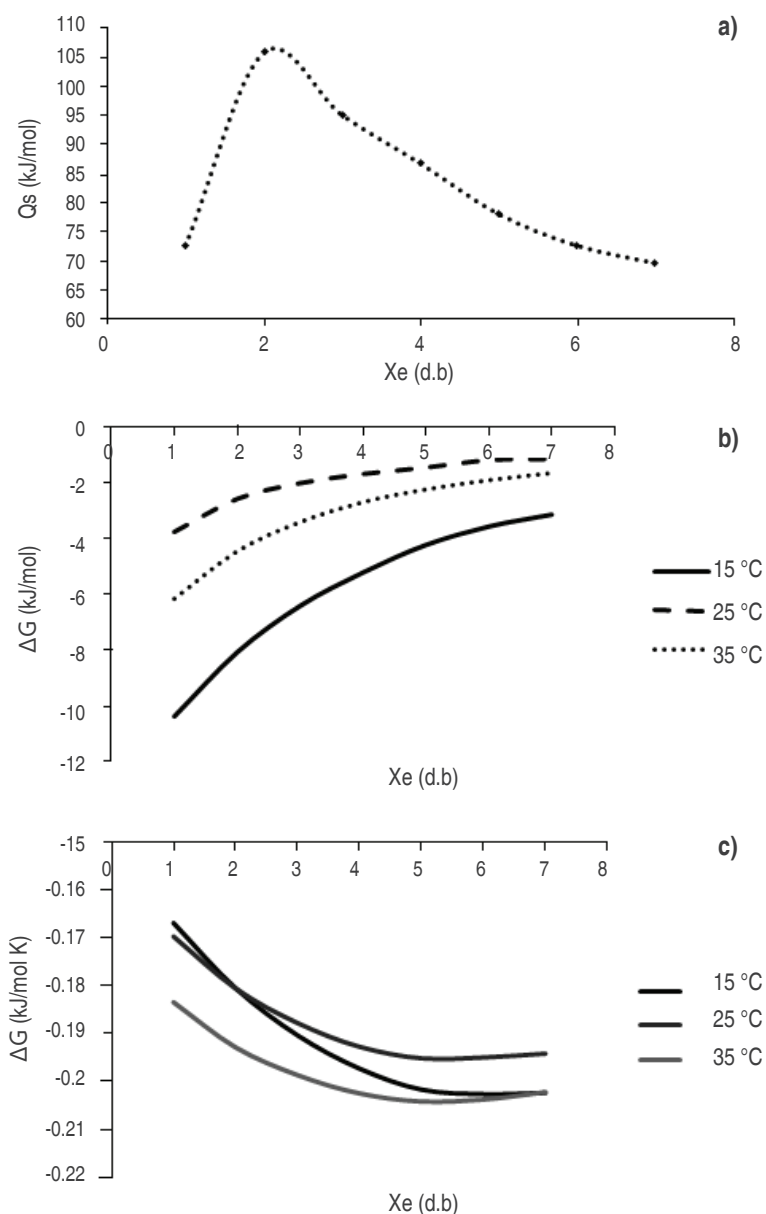 a)
110
105
100
95
90
85
80
75
70
65
60
Qs (kJ/mol)
0 2 4 6 8
Xe (d.b)
b)
0
-2
-4
-6
-8
-10
-12
ΔG (kJ/mol)
0 1 2 3 4 5 6 7 8
Xe (d.b)
15 °C
25 °C
35 °C
c)
-15
-0.16
-0.17
-0.18
-0.19
-0.2
-0.21
-0.22
ΔG (kJ/mol K)
0 1 2 3 4 5 6 7 8
Xe (d.b)
15 °C
25 °C
35 °C